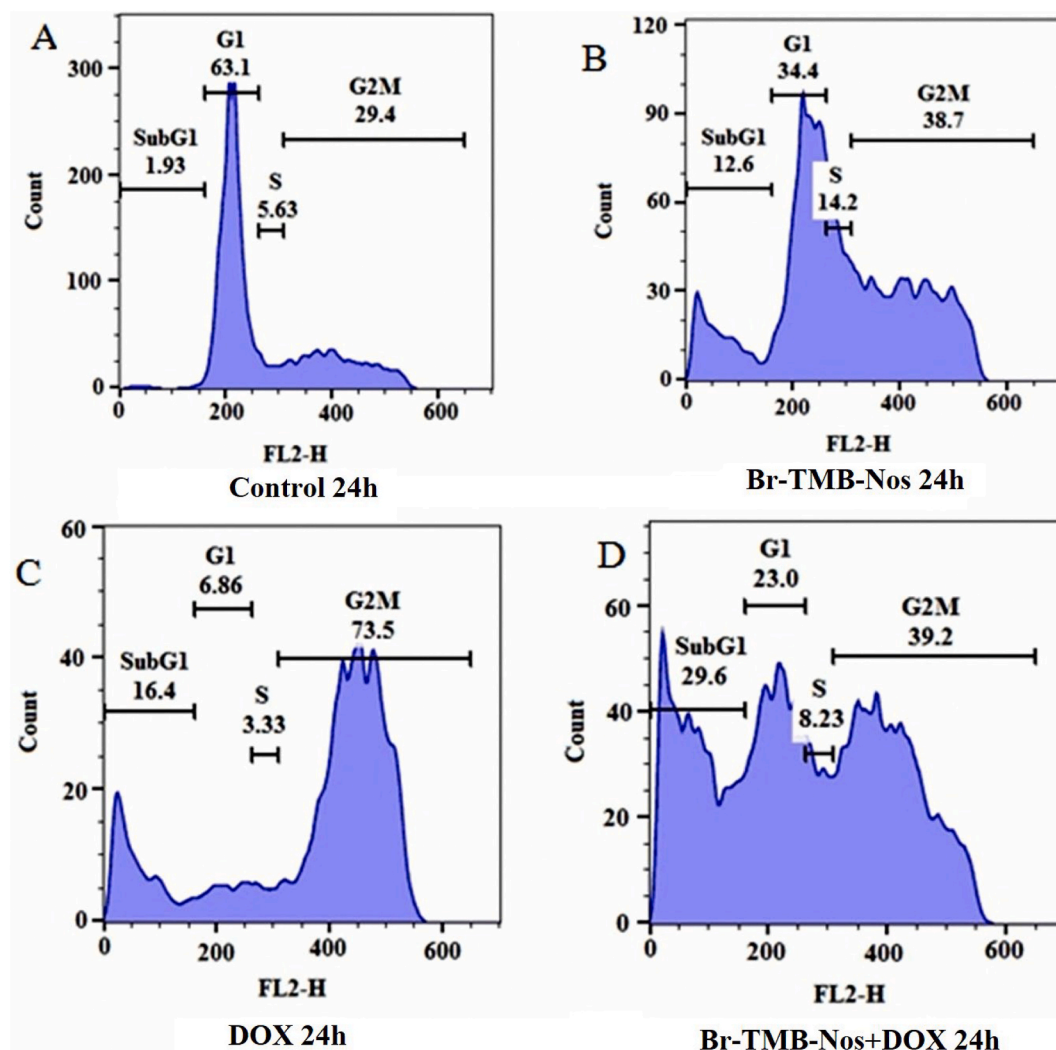 A
G1
63.1
G2M
29.4
SubG1
1.93
S
5.63
Count
300
200
100
0
0 200 400 600
FL2-H
Control 24h
B
G1
34.4
G2M
38.7
SubG1
12.6
S
14.2
Count
120
90
60
30
0
0 200 400 600
FL2-H
Br-TMB-Nos 24h
C
G1
6.86
G2M
73.5
SubG1
16.4
S
3.33
Count
60
40
20
0
0 200 400 600
FL2-H
DOX 24h
D
G1
23.0
G2M
39.2
SubG1
29.6
S
8.23
Count
60
40
20
0
0 200 400 600
FL2-H
Br-TMB-Nos+DOX 24h